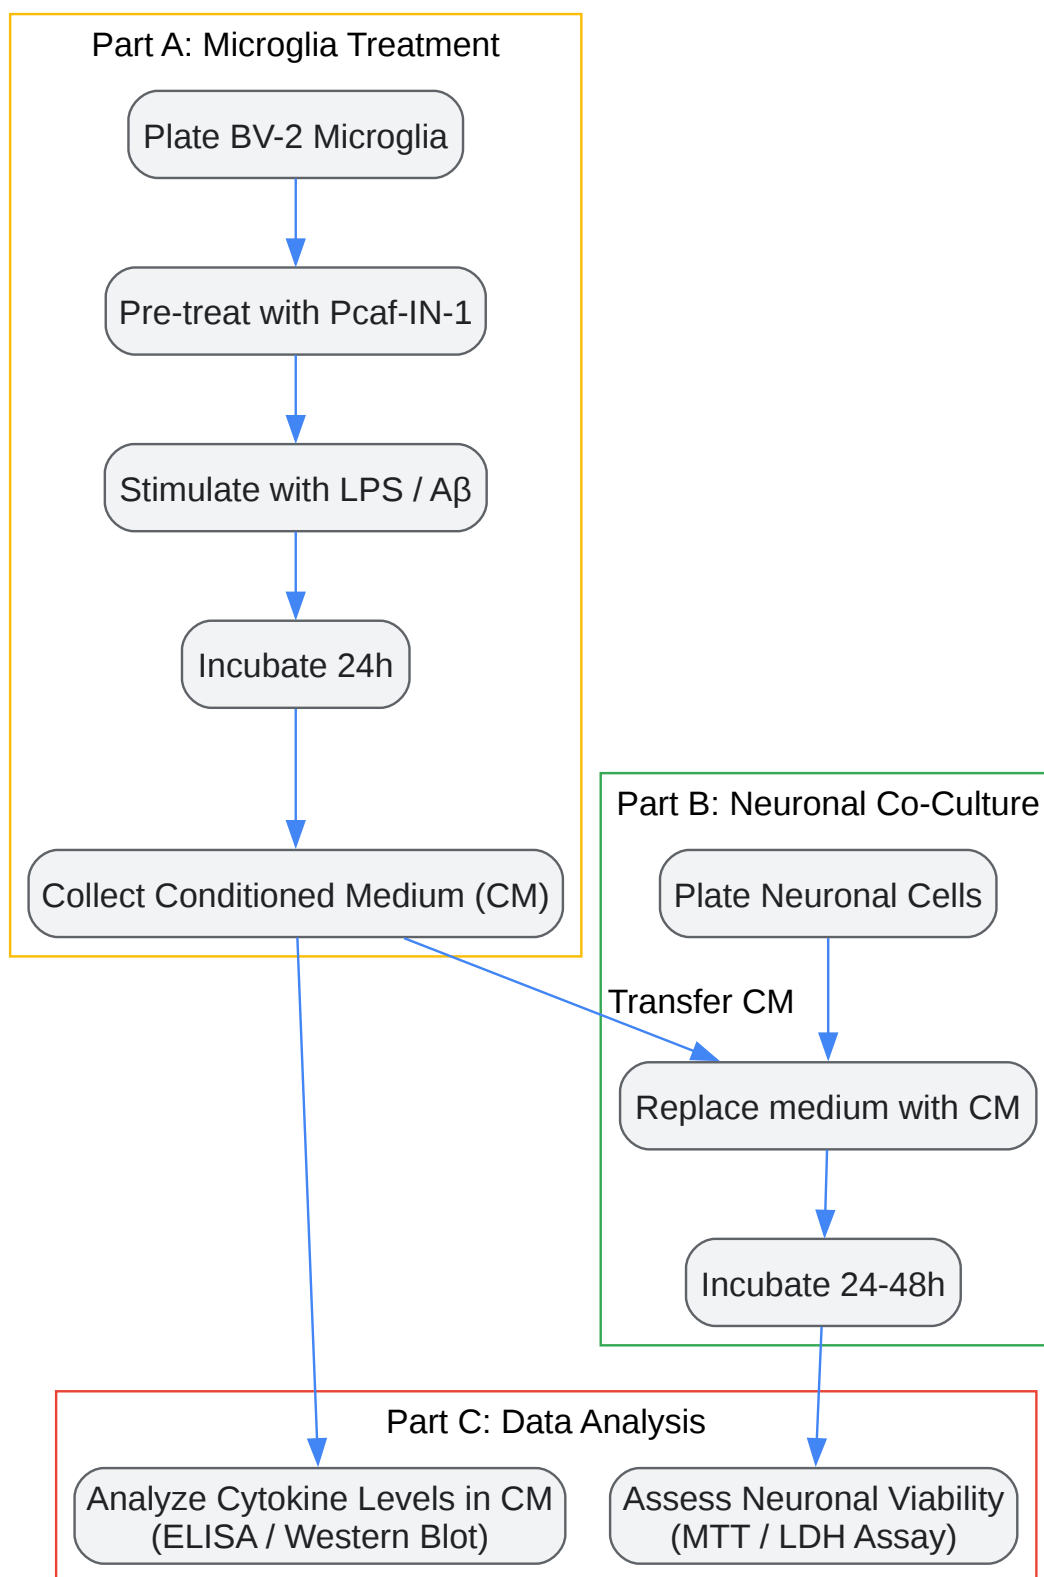 Part A: Microglia Treatment
Plate BV-2 Microglia
Pre-treat with Pcaf-IN-1
Stimulate with LPS / Aβ
Incubate 24h
Collect Conditioned Medium (CM)
Part B: Neuronal Co-Culture
Plate Neuronal Cells
Transfer CM
Replace medium with CM
Incubate 24-48h
Part C: Data Analysis
Analyze Cytokine Levels in CM
(ELISA / Western Blot)
Assess Neuronal Viability
(MTT / LDH Assay)